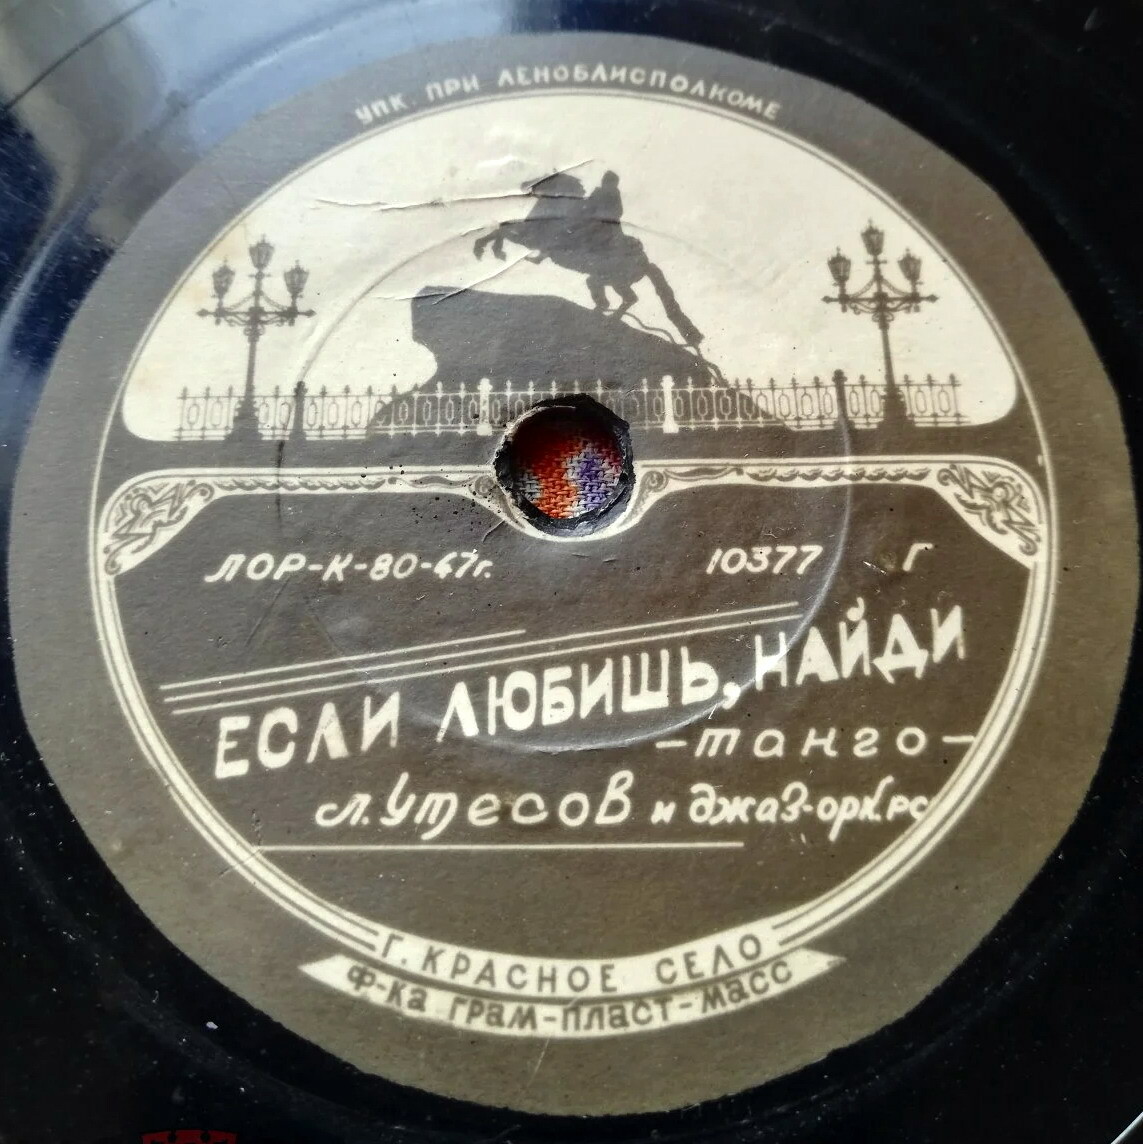 УПК ПРИ ЛЕНОБЛИСПОЛКОМЕ
ЛОР-К-80-47г. 10377 Г
ЕСЛИ ЛЮБИШЬ, НАЙДИ
-танго-
Л. Утесов и джаз-орк. рс
Г. КРАСНОЕ СЕЛО
Ф-ка грам-пласт-масс